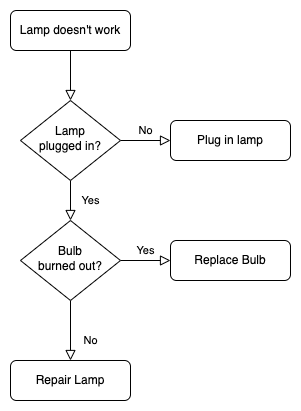 Lamp doesn't work
Lamp
plugged in?
No
Plug in lamp
Yes
Bulb
burned out?
Yes
Replace Bulb
No
Repair Lamp